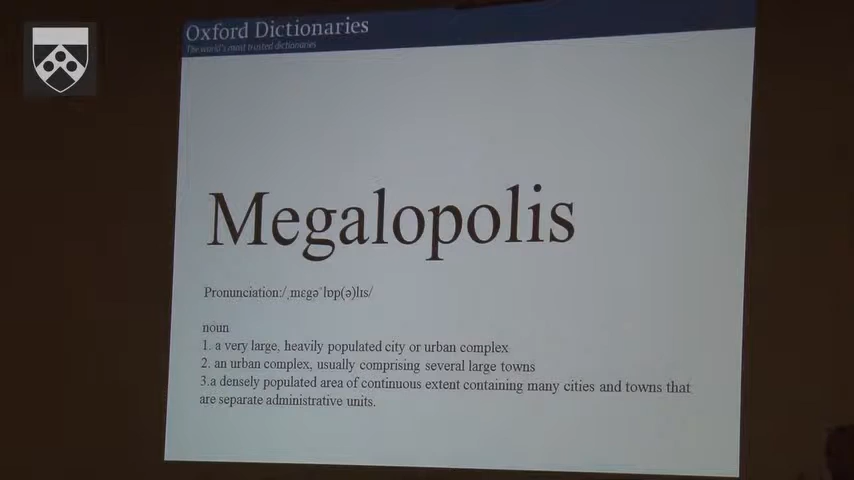 Oxford Dictionaries
The world's most trusted dictionaries
Megalopolis
Pronunciation:/ˌmɛɡəˈlɒp(ə)lɪs/
noun
1. a very large, heavily populated city or urban complex
2. an urban complex, usually comprising several large towns
3.a densely populated area of continuous extent containing many cities and towns that
are separate administrative units.